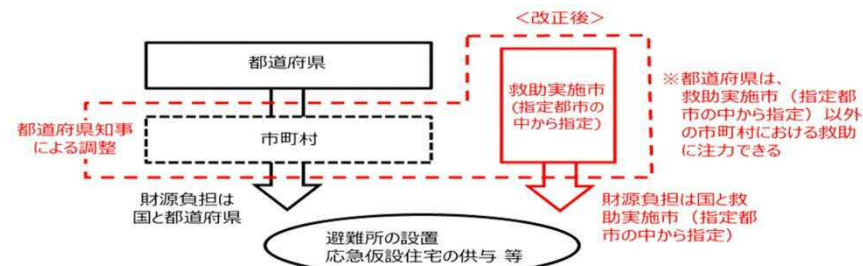 <改正後>
都道府県
救助実施市
(指定都市の
中から指定)
※都道府県は、
救助実施市(指定都
市の中から指定)以外
の市町村における救助
に注力できる
都道府県知事
による調整
市町村
財源負担は
国と都道府県
財源負担は国と救
助実施市(指定都
市の中から指定)
避難所の設置
応急仮設住宅の供与 等